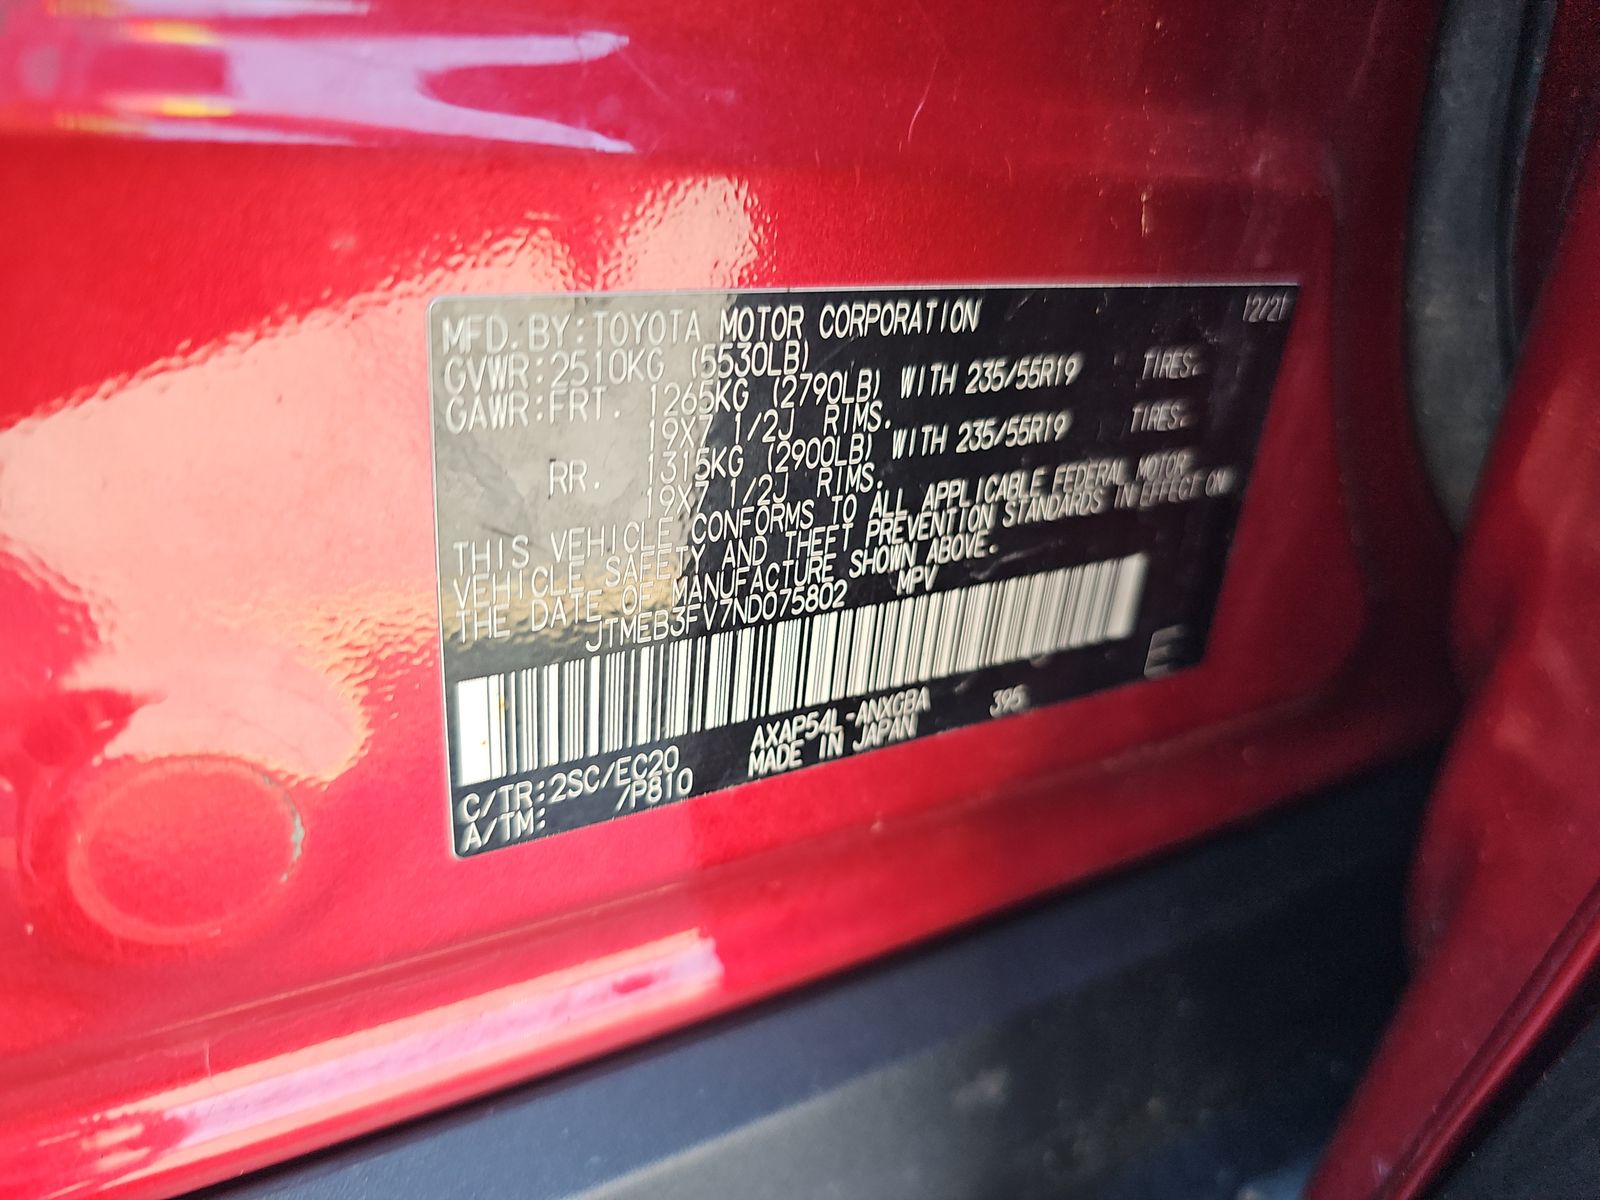 12/21
MFD. BY: TOYOTA MOTOR CORPORATION
GVWR: 2510KG (5530LB)
GAWR: FRT. 1265KG (2790LB) WITH 235/55R19 TIRES.
19X7 1/2J RIMS.
RR. 1315KG (2900LB) WITH 235/55R19 TIRES.
19X7 1/2J RIMS.
THIS VEHICLE CONFORMS TO ALL APPLICABLE FEDERAL MOTOR
VEHICLE SAFETY AND THEFT PREVENTION STANDARDS IN EFFECT ON
THE DATE OF MANUFACTURE SHOWN ABOVE.
JTMEB3FV7ND075802 MPV
C/TR: 2SC/EC20 AXAP54L-ANXGBA 395
A/TM: /P810 MADE IN JAPAN